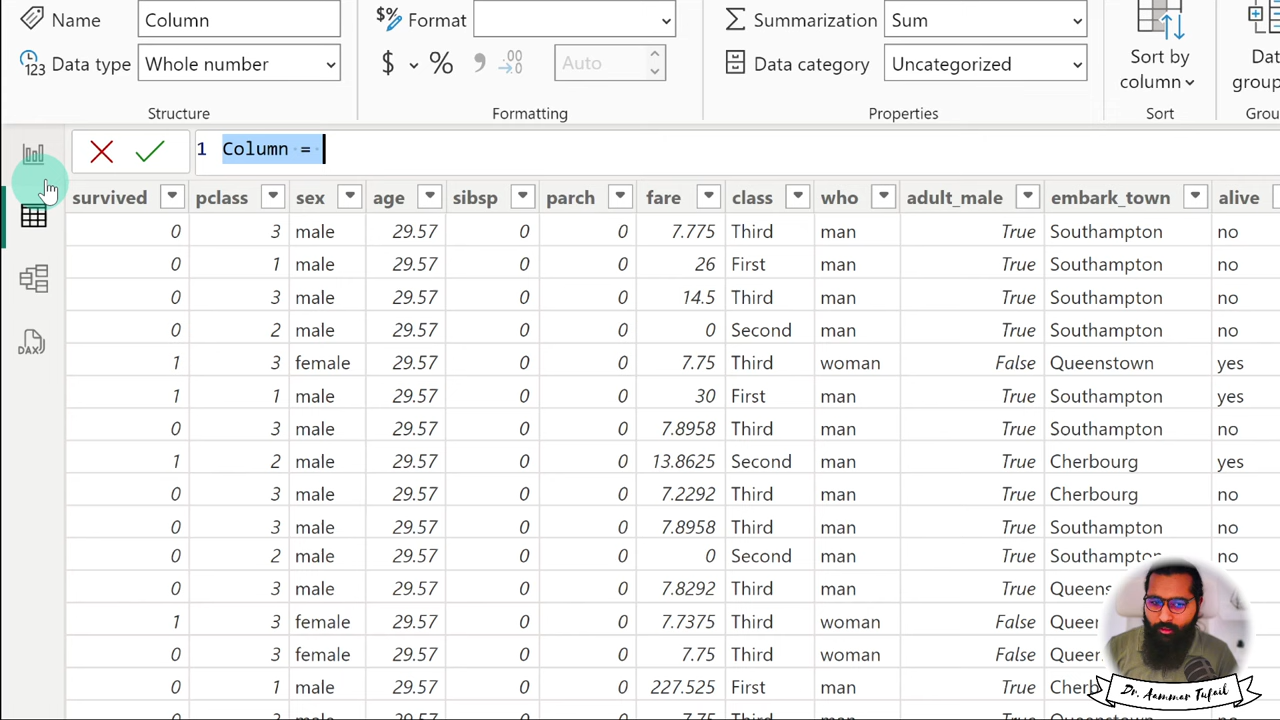 Name Column Format Summarization Sum
Data type Whole number $ % Auto Data category Uncategorized Sort by column
Structure Formatting Properties Sort
1 Column =
survived pclass sex age sibsp parch fare class who adult_male embark_town alive
0 3 male 29.57 0 0 7.775 Third man True Southampton no
0 1 male 29.57 0 0 26 First man True Southampton no
0 3 male 29.57 0 0 14.5 Third man True Southampton no
0 2 male 29.57 0 0 0 Second man True Southampton no
1 3 female 29.57 0 0 7.75 Third woman False Queenstown yes
1 1 male 29.57 0 0 30 First man True Southampton yes
0 3 male 29.57 0 0 7.8958 Third man True Southampton no
1 2 male 29.57 0 0 13.8625 Second man True Cherbourg yes
0 3 male 29.57 0 0 7.2292 Third man True Cherbourg no
0 3 male 29.57 0 0 7.8958 Third man True Southampton no
0 2 male 29.57 0 0 0 Second man True Southampton no
0 3 male 29.57 0 0 7.8292 Third man True
1 3 female 29.57 0 0 7.7375 Third woman False
0 3 female 29.57 0 0 7.75 Third woman False
0 1 male 29.57 0 0 227.525 First man True
DAX
Dr. Aammar Tufail